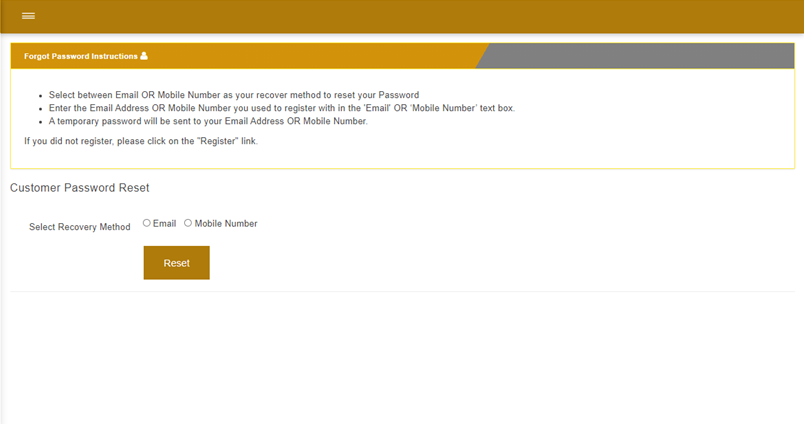 Forgot Password Instructions
Select between Email OR Mobile Number as your recover method to reset your Password
Enter the Email Address OR Mobile Number you used to register with in the 'Email' OR 'Mobile Number' text box.
A temporary password will be sent to your Email Address OR Mobile Number.
If you did not register, please click on the "Register" link.
Customer Password Reset
Select Recovery Method Email Mobile Number
Reset